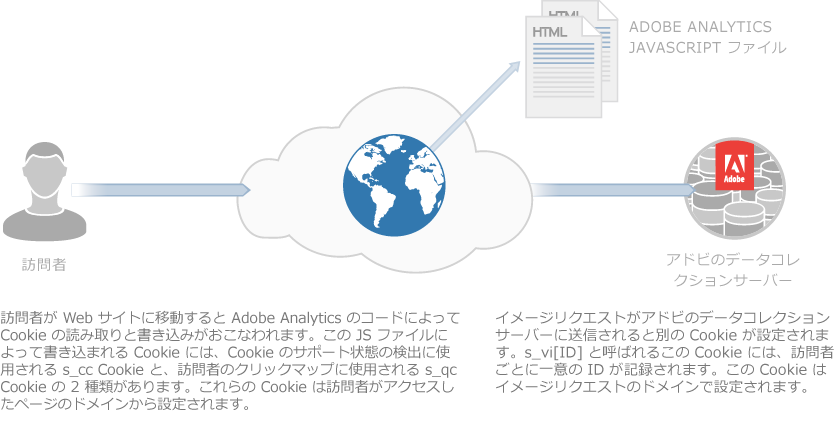 HTML
HTML
ADOBE ANALYTICS
JAVASCRIPT ファイル
Adobe
訪問者
アドビのデータコレ
クションサーバー
訪問者が Web サイトに移動すると Adobe Analytics のコードによって
Cookie の読み取りと書き込みがおこなわれます。この JS ファイルに
よって書き込まれる Cookie には、Cookie のサポート状態の検出に使
用される s_cc Cookie と、訪問者のクリックマップに使用される s_qc
Cookie の 2 種類があります。これらの Cookie は訪問者がアクセスし
たページのドメインから設定されます。
イメージリクエストがアドビのデータコレクション
サーバーに送信されると別の Cookie が設定されま
す。s_vi[ID] と呼ばれるこの Cookie には、訪問者
ごとに一意の ID が記録されます。この Cookie は
イメージリクエストのドメインで設定されます。